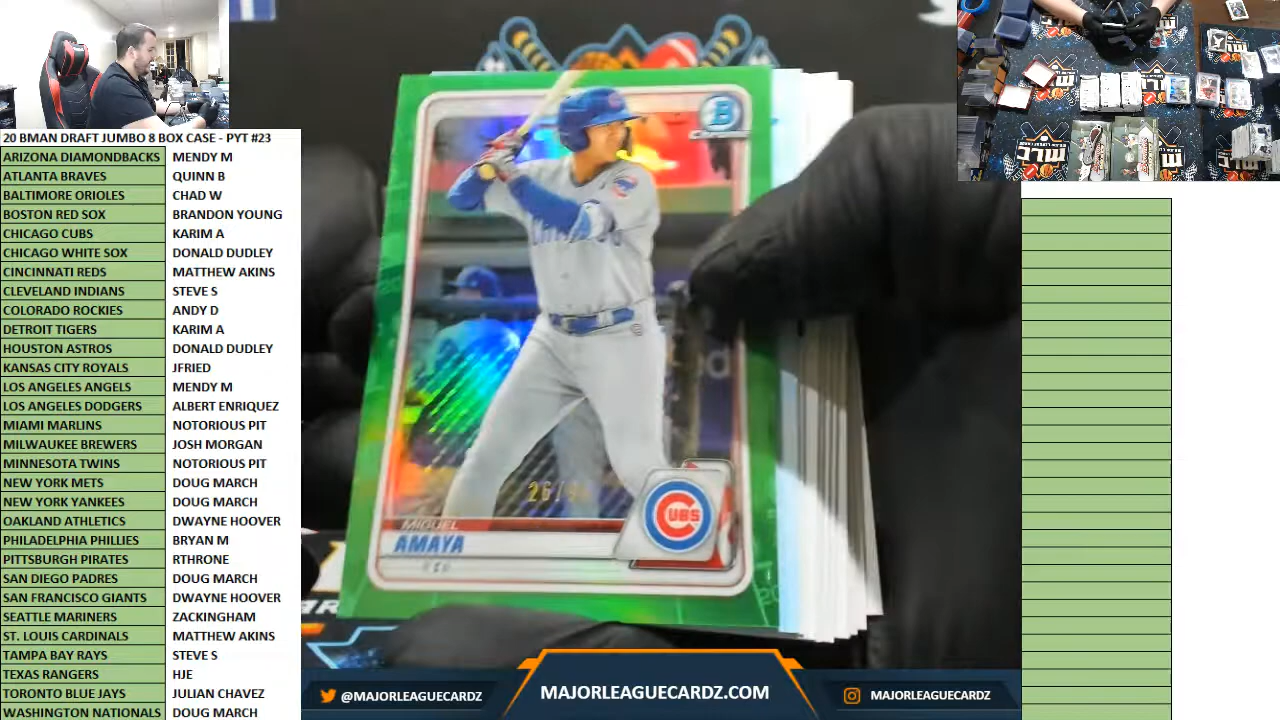 20 BMAN DRAFT JUMBO 8 BOX CASE - PYT #23
ARIZONA DIAMONDBACKS MENDY M
ATLANTA BRAVES QUINN B
BALTIMORE ORIOLES CHAD W
BOSTON RED SOX BRANDON YOUNG
CHICAGO CUBS KARIM A
CHICAGO WHITE SOX DONALD DUDLEY
CINCINNATI REDS MATTHEW AKINS
CLEVELAND INDIANS STEVE S
COLORADO ROCKIES ANDY D
DETROIT TIGERS KARIM A
HOUSTON ASTROS DONALD DUDLEY
KANSAS CITY ROYALS JFRIED
LOS ANGELES ANGELS MENDY M
LOS ANGELES DODGERS ALBERT ENRIQUEZ
MIAMI MARLINS NOTORIOUS PIT
MILWAUKEE BREWERS JOSH MORGAN
MINNESOTA TWINS NOTORIOUS PIT
NEW YORK METS DOUG MARCH
NEW YORK YANKEES DOUG MARCH
OAKLAND ATHLETICS DWAYNE HOOVER
PHILADELPHIA PHILLIES BRYAN M
PITTSBURGH PIRATES RTHRONE
SAN DIEGO PADRES DOUG MARCH
SAN FRANCISCO GIANTS DWAYNE HOOVER
SEATTLE MARINERS ZACKINGHAM
ST. LOUIS CARDINALS MATTHEW AKINS
TAMPA BAY RAYS STEVE S
TEXAS RANGERS HJE
TORONTO BLUE JAYS JULIAN CHAVEZ
WASHINGTON NATIONALS DOUG MARCH
B
MIGUEL
AMAYA
CUBS
@MAJORLEAGUECARDZ
MAJORLEAGUECARDZ.COM
MAJORLEAGUECARDZ
MLC